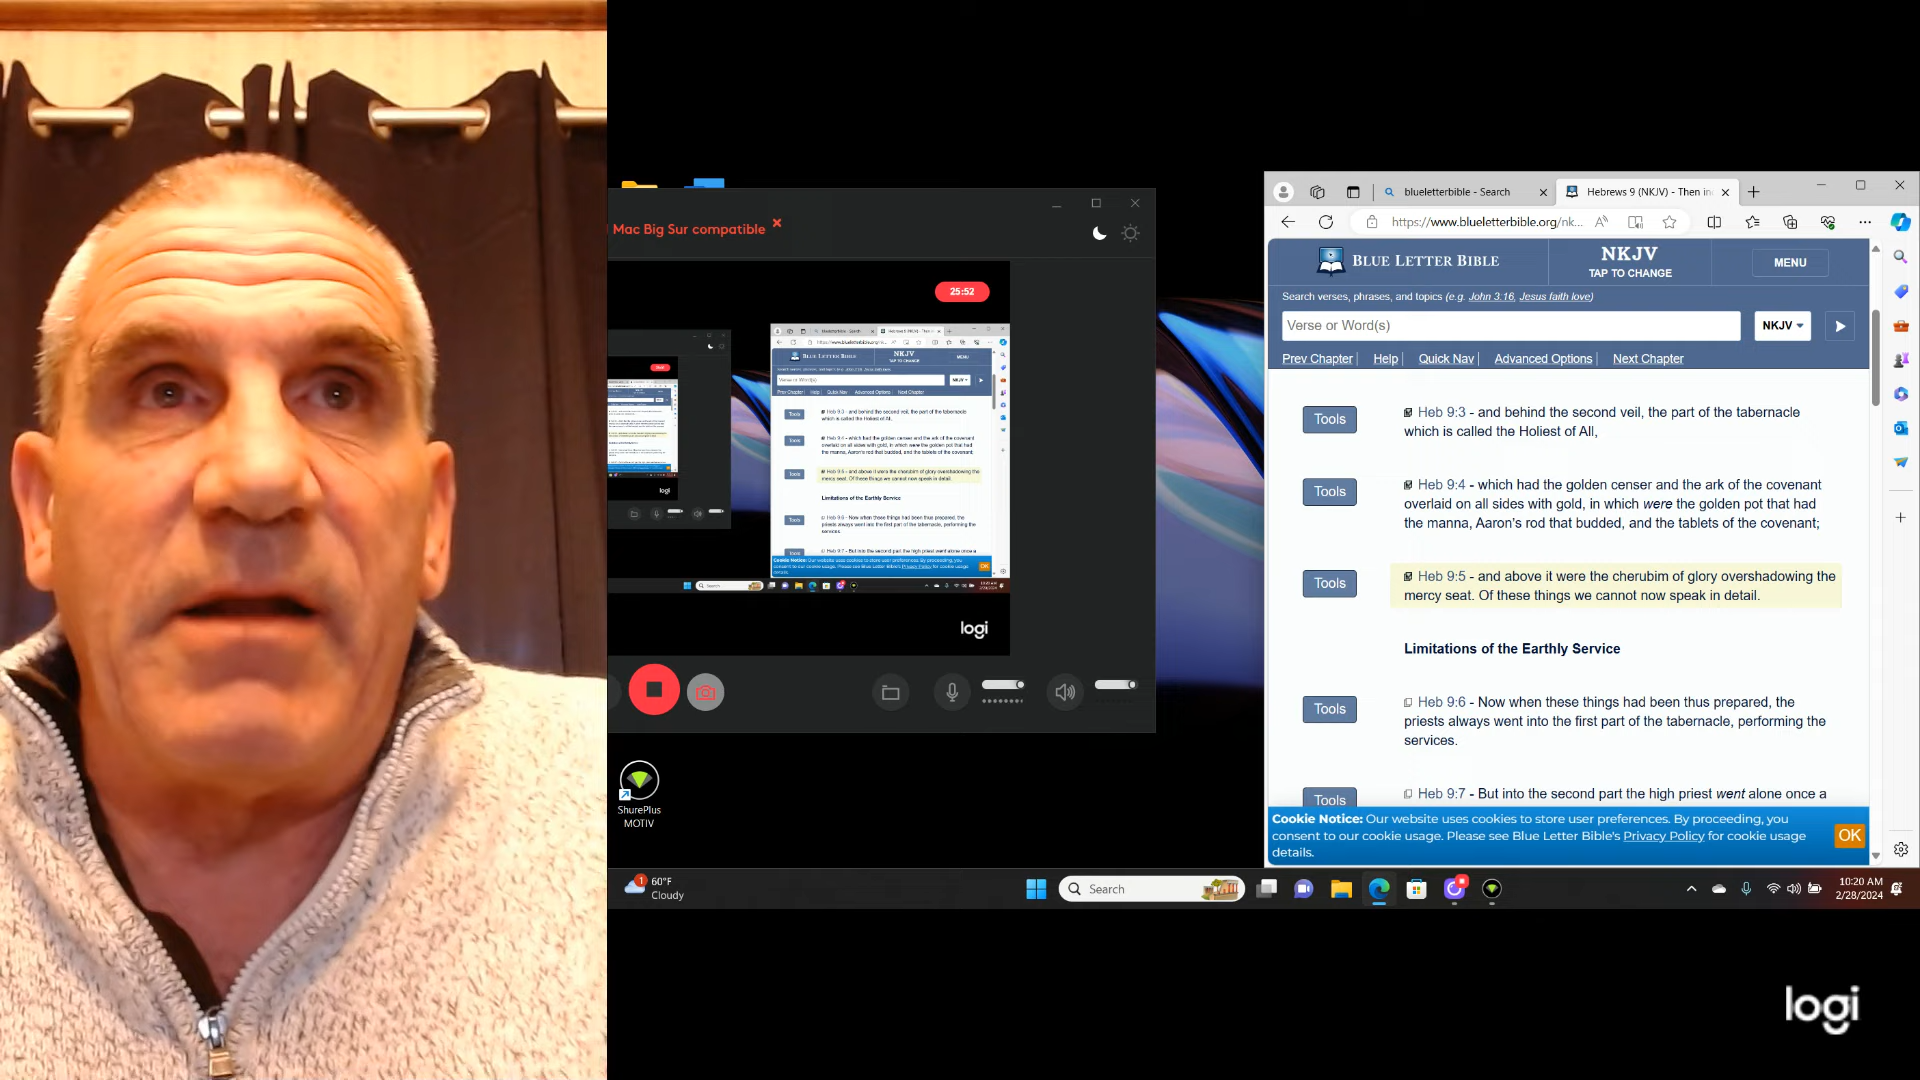 Mac Big Sur compatible
25:52
logi
ShurePlus
MOTIV
1
60°F
Cloudy
blueletterbible - Search
Hebrews 9 (NKJV) - Then in
https://www.blueletterbible.org/nk...
BLUE LETTER BIBLE
NKJV
TAP TO CHANGE
MENU
Search verses, phrases, and topics (e.g. John 3:16, Jesus faith love)
Verse or Word(s)
NKJV
Prev Chapter | Help | Quick Nav | Advanced Options | Next Chapter
Tools
Heb 9:3 - and behind the second veil, the part of the tabernacle
which is called the Holiest of All,
Tools
Heb 9:4 - which had the golden censer and the ark of the covenant
overlaid on all sides with gold, in which were the golden pot that had
the manna, Aaron's rod that budded, and the tablets of the covenant;
Tools
Heb 9:5 - and above it were the cherubim of glory overshadowing the
mercy seat. Of these things we cannot now speak in detail.
Limitations of the Earthly Service
Tools
Heb 9:6 - Now when these things had been thus prepared, the
priests always went into the first part of the tabernacle, performing the
services.
Tools
Heb 9:7 - But into the second part the high priest went alone once a
Cookie Notice: Our website uses cookies to store user preferences. By proceeding, you
consent to our cookie usage. Please see Blue Letter Bible's Privacy Policy for cookie usage
details.
OK
Search
10:20 AM
2/28/2024
logi